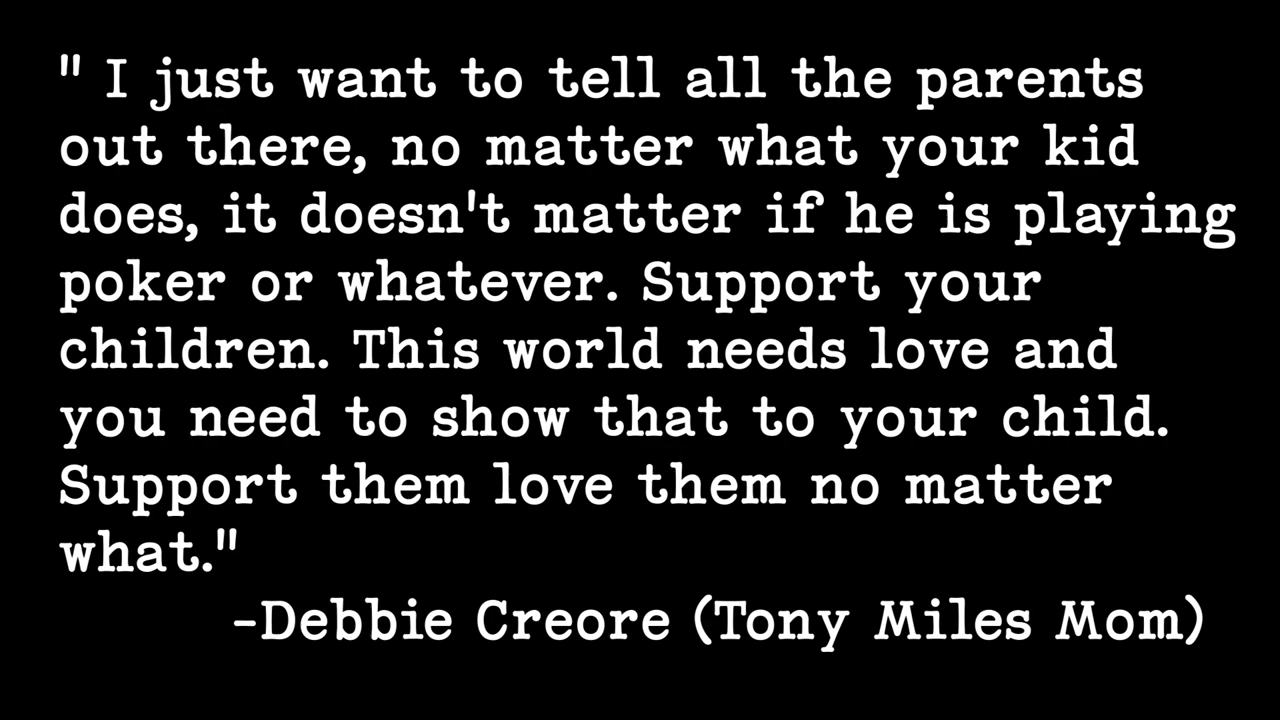 " I just want to tell all the parents
out there, no matter what your kid
does, it doesn't matter if he is playing
poker or whatever. Support your
children. This world needs love and
you need to show that to your child.
Support them love them no matter
what."
-Debbie Creore (Tony Miles Mom)